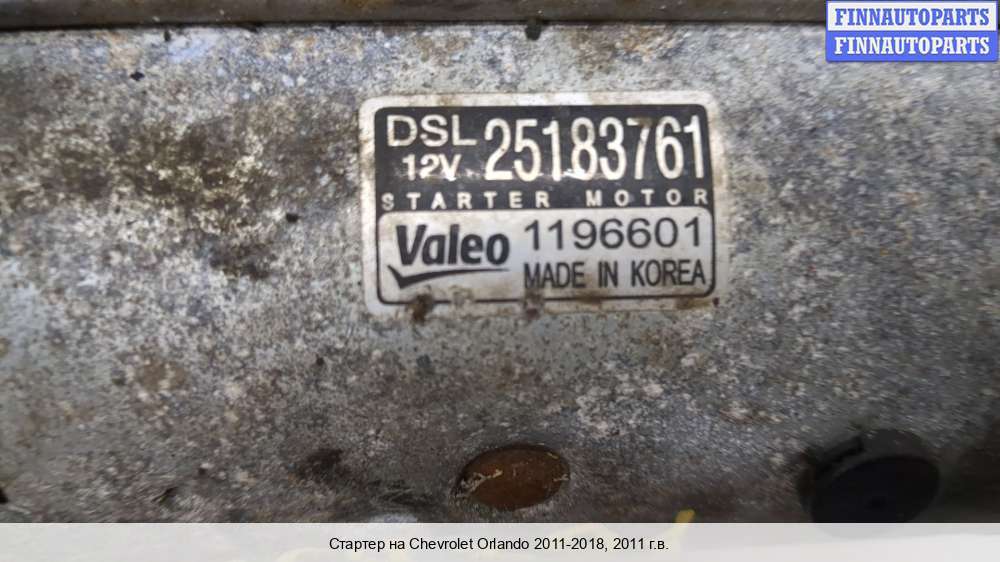 FINNAUTOPARTS
FINNAUTOPARTS
DSL 25183761
12V
STARTER MOTOR
Valeo 1196601
MADE IN KOREA
Стартер на Chevrolet Orlando 2011-2018, 2011 г.в.